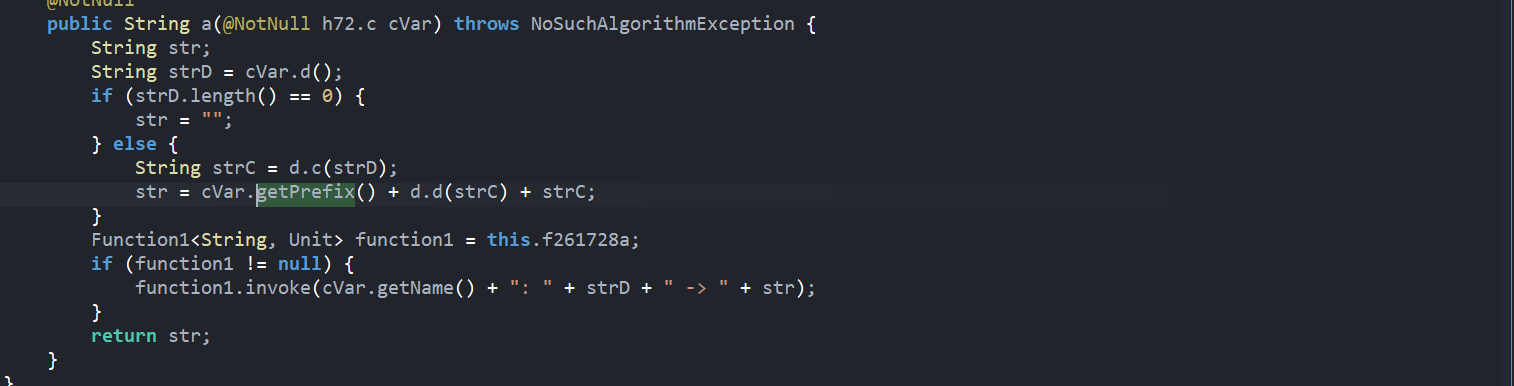 @NotNull
public String a(@NotNull h72.c cVar) throws NoSuchAlgorithmException {
    String str;
    String strD = cVar.d();
    if (strD.length() == 0) {
        str = "";
    } else {
        String strC = d.c(strD);
        str = cVar.getPrefix() + d.d(strC) + strC;
    }
    Function1<String, Unit> function1 = this.f261728a;
    if (function1 != null) {
        function1.invoke(cVar.getName() + ": " + strD + " -> " + str);
    }
    return str;
}
}